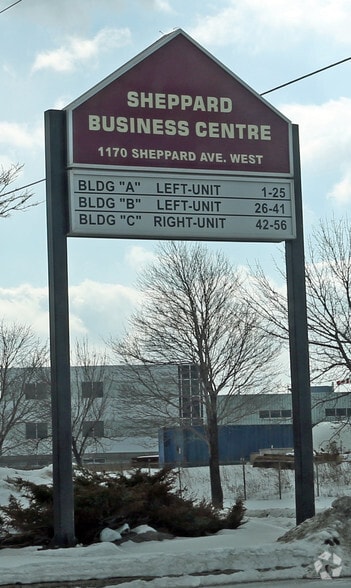 SHEPPARD
BUSINESS CENTRE
1170 SHEPPARD AVE. WEST
BLDG "A" LEFT-UNIT 1-25
BLDG "B" LEFT-UNIT 26-41
BLDG "C" RIGHT-UNIT 42-56